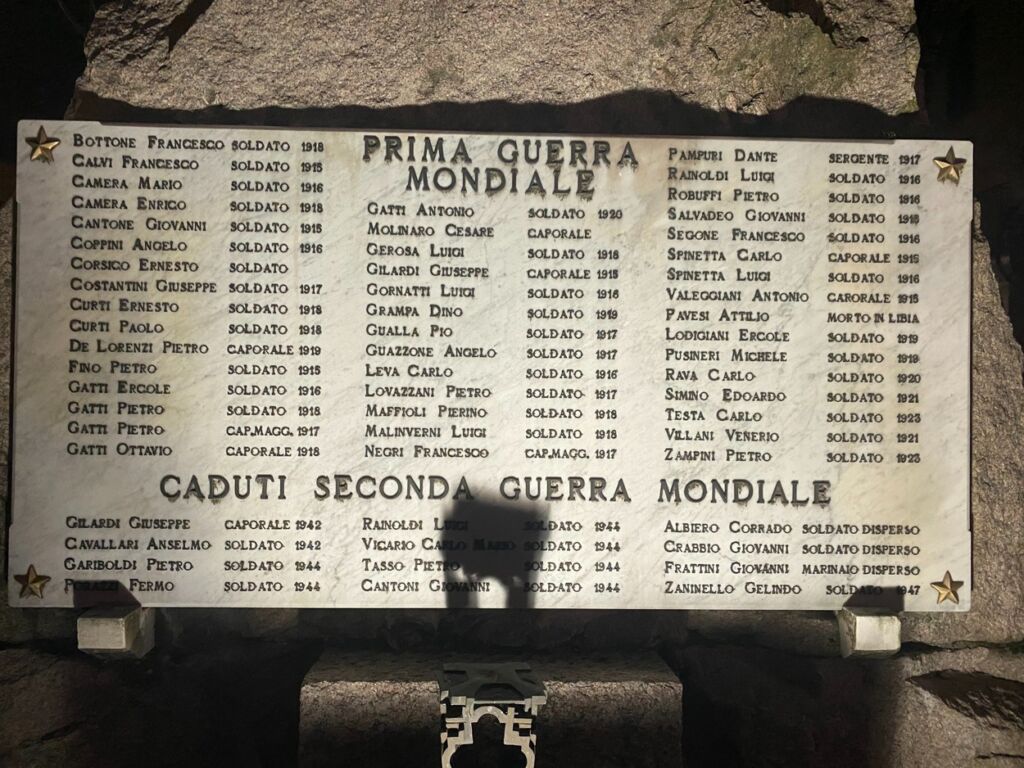 BOTTONE FRANCESCO SOLDATO 1918
CALVI FRANCESCO SOLDATO 1915
CAMERA MARIO SOLDATO 1916
CAMERA ENRICO SOLDATO 1918
CANTONE GIOVANNI SOLDATO 1915
COPPINI ANGELO SOLDATO 1916
CORSICO ERNESTO SOLDATO
COSTANTINI GIUSEPPE SOLDATO 1917
CURTI ERNESTO SOLDATO 1918
CURTI PAOLO SOLDATO 1918
DE LORENZI PIETRO CAPORALE 1919
FINO PIETRO SOLDATO 1915
GATTI ERCOLE SOLDATO 1916
GATTI PIETRO SOLDATO 1918
GATTI PIETRO CAP.MAGG. 1917
GATTI OTTAVIO CAPORALE 1918
PRIMA GUERRA
MONDIALE
GATTI ANTONIO SOLDATO 1920
MOLINARO CESARE CAPORALE
GEROSA LUIGI SOLDATO 1918
GILARDI GIUSEPPE CAPORALE 1915
GORNATTI LUIGI SOLDATO 1916
GRAMPA DINO SOLDATO 1919
GUALLA PIO SOLDATO 1917
GUAZZONE ANGELO SOLDATO 1917
LEVA CARLO SOLDATO 1916
LOVAZZANI PIETRO SOLDATO 1917
MAFFIOLI PIERINO SOLDATO 1918
MALINVERNI LUIGI SOLDATO 1918
NEGRI FRANCESCO CAP.MAGG. 1917
PAMPURI DANTE SERGENTE 1917
RAINOLDI LUIGI SOLDATO 1916
ROBUFFI PIETRO SOLDATO 1916
SALVADEO GIOVANNI SOLDATO
SEGONE FRANCESCO SOLDATO 1916
SPINETTA CARLO CAPORALE 1915
SPINETTA LUIGI SOLDATO 1916
VALEGGIANI ANTONIO CARORALE 1915
PAVESI ATTILIO MORTO IN LIBIA
LODIGIANI ERCOLE SOLDATO 1919
PUSINERI MICHELE SOLDATO 1919
RAVA CARLO SOLDATO 1920
SIMINO EDOARDO SOLDATO 1921
TESTA CARLO SOLDATO 1923
VILLANI VENERIO SOLDATO 1921
ZAMPINI PIETRO SOLDATO 1923
CADUTI SECONDA GUERRA MONDIALE
GILARDI GIUSEPPE CAPORALE 1942
CAVALLARI ANSELMO SOLDATO 1942
GARIBOLDI PIETRO SOLDATO 1944
FERMO SOLDATO 1944
RAINOLDI LUIGI SOLDATO 1944
VICARIO CARLO MARIO SOLDATO 1944
TASSO PIETRO SOLDATO 1944
CANTONI GIOVANNI SOLDATO 1944
ALBIERO CORRADO SOLDATO DISPERSO
CRABBIO GIOVANNI SOLDATO DISPERSO
FRATTINI GIOVANNI MARINAIO DISPERSO
ZANINELLO GELINDO SOLDATO 1947